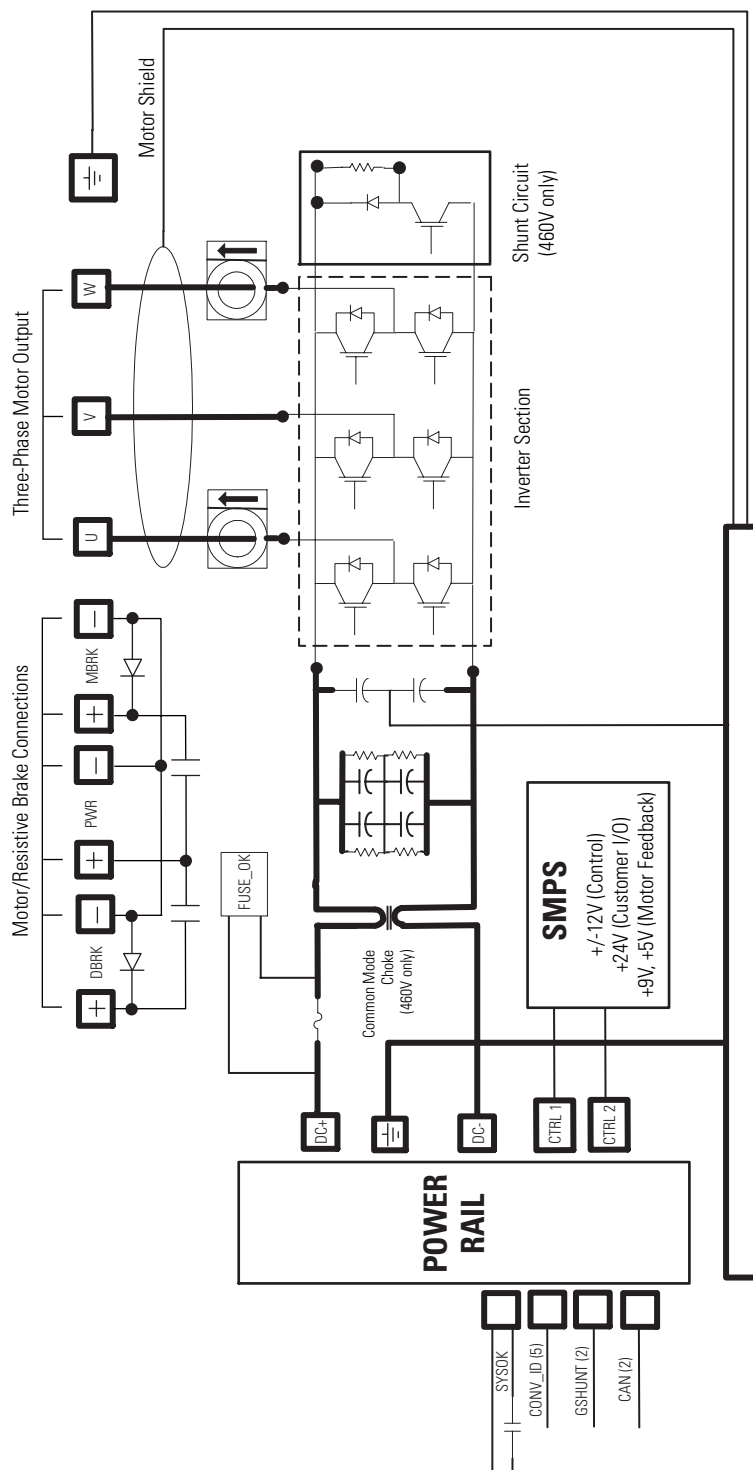 Motor/Resistive Brake Connections
Three-Phase Motor Output
DBRK
PWR
MBRK
U
V
W
Motor Shield
FUSE_OK
Common Mode
Choke
(460V only)
Inverter Section
Shunt Circuit
(460V only)
DC+
DC-
CTRL 1
CTRL 2
SMPS
+/-12V (Control)
+24V (Customer I/O)
+9V, +5V (Motor Feedback)
POWER
RAIL
SYSOK
CONV_ID (5)
GSHUNT (2)
CAN (2)